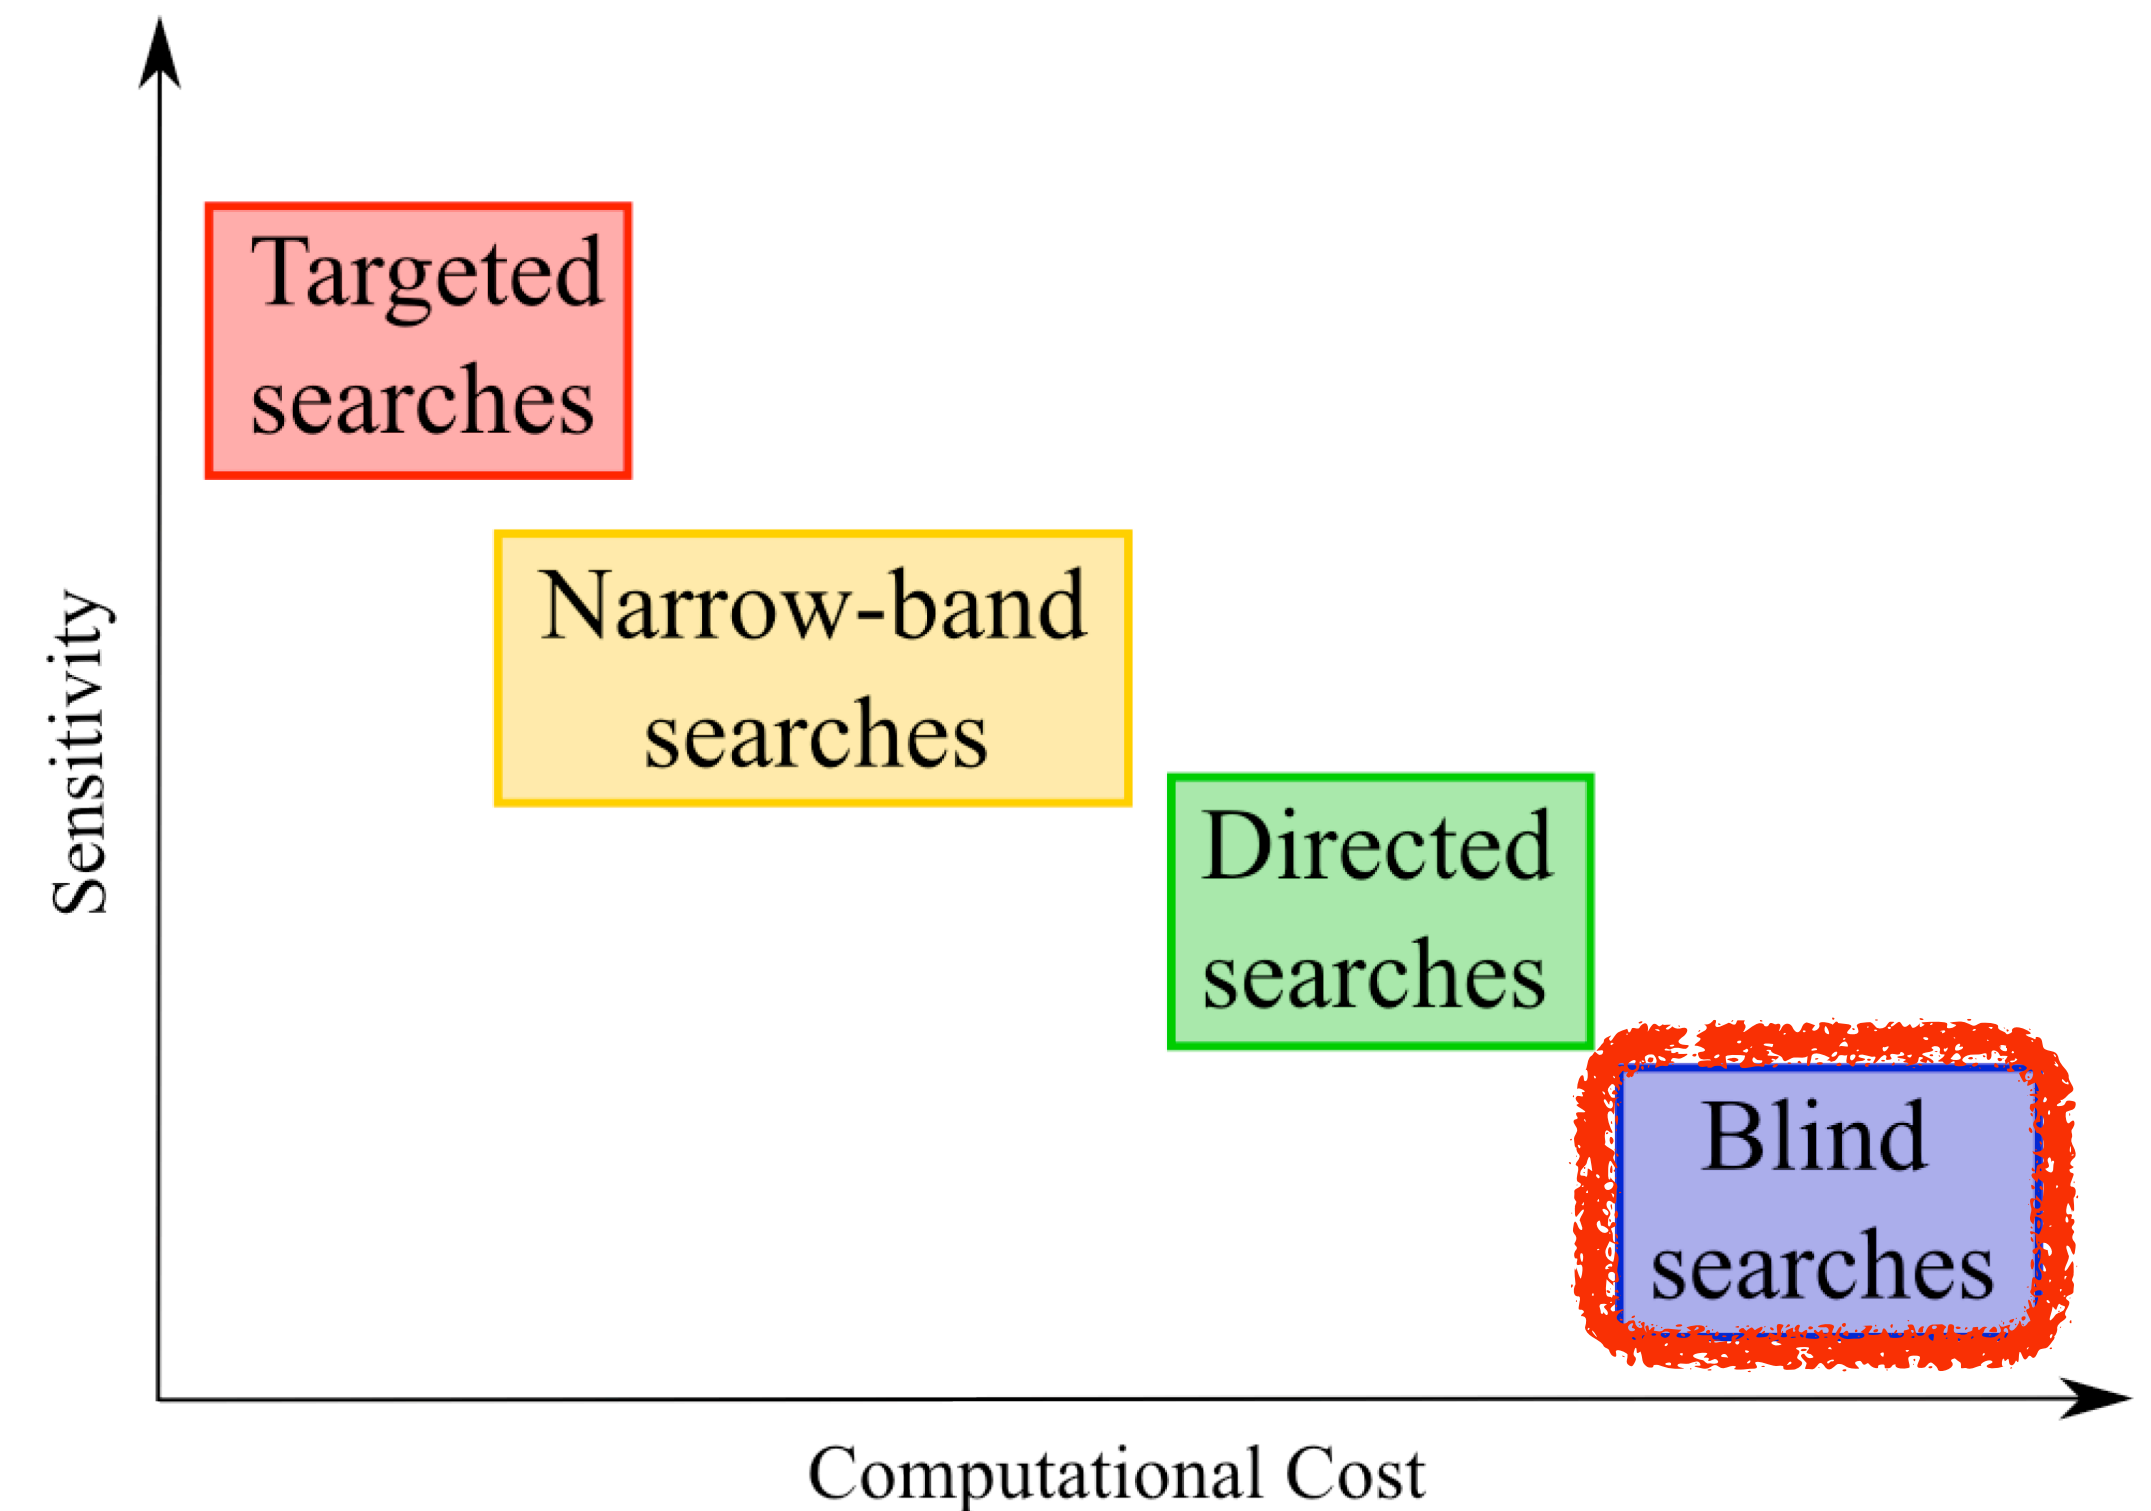 Targeted
searches
Narrow-band
searches
Directed
searches
Blind
searches
Sensitivity
Computational Cost